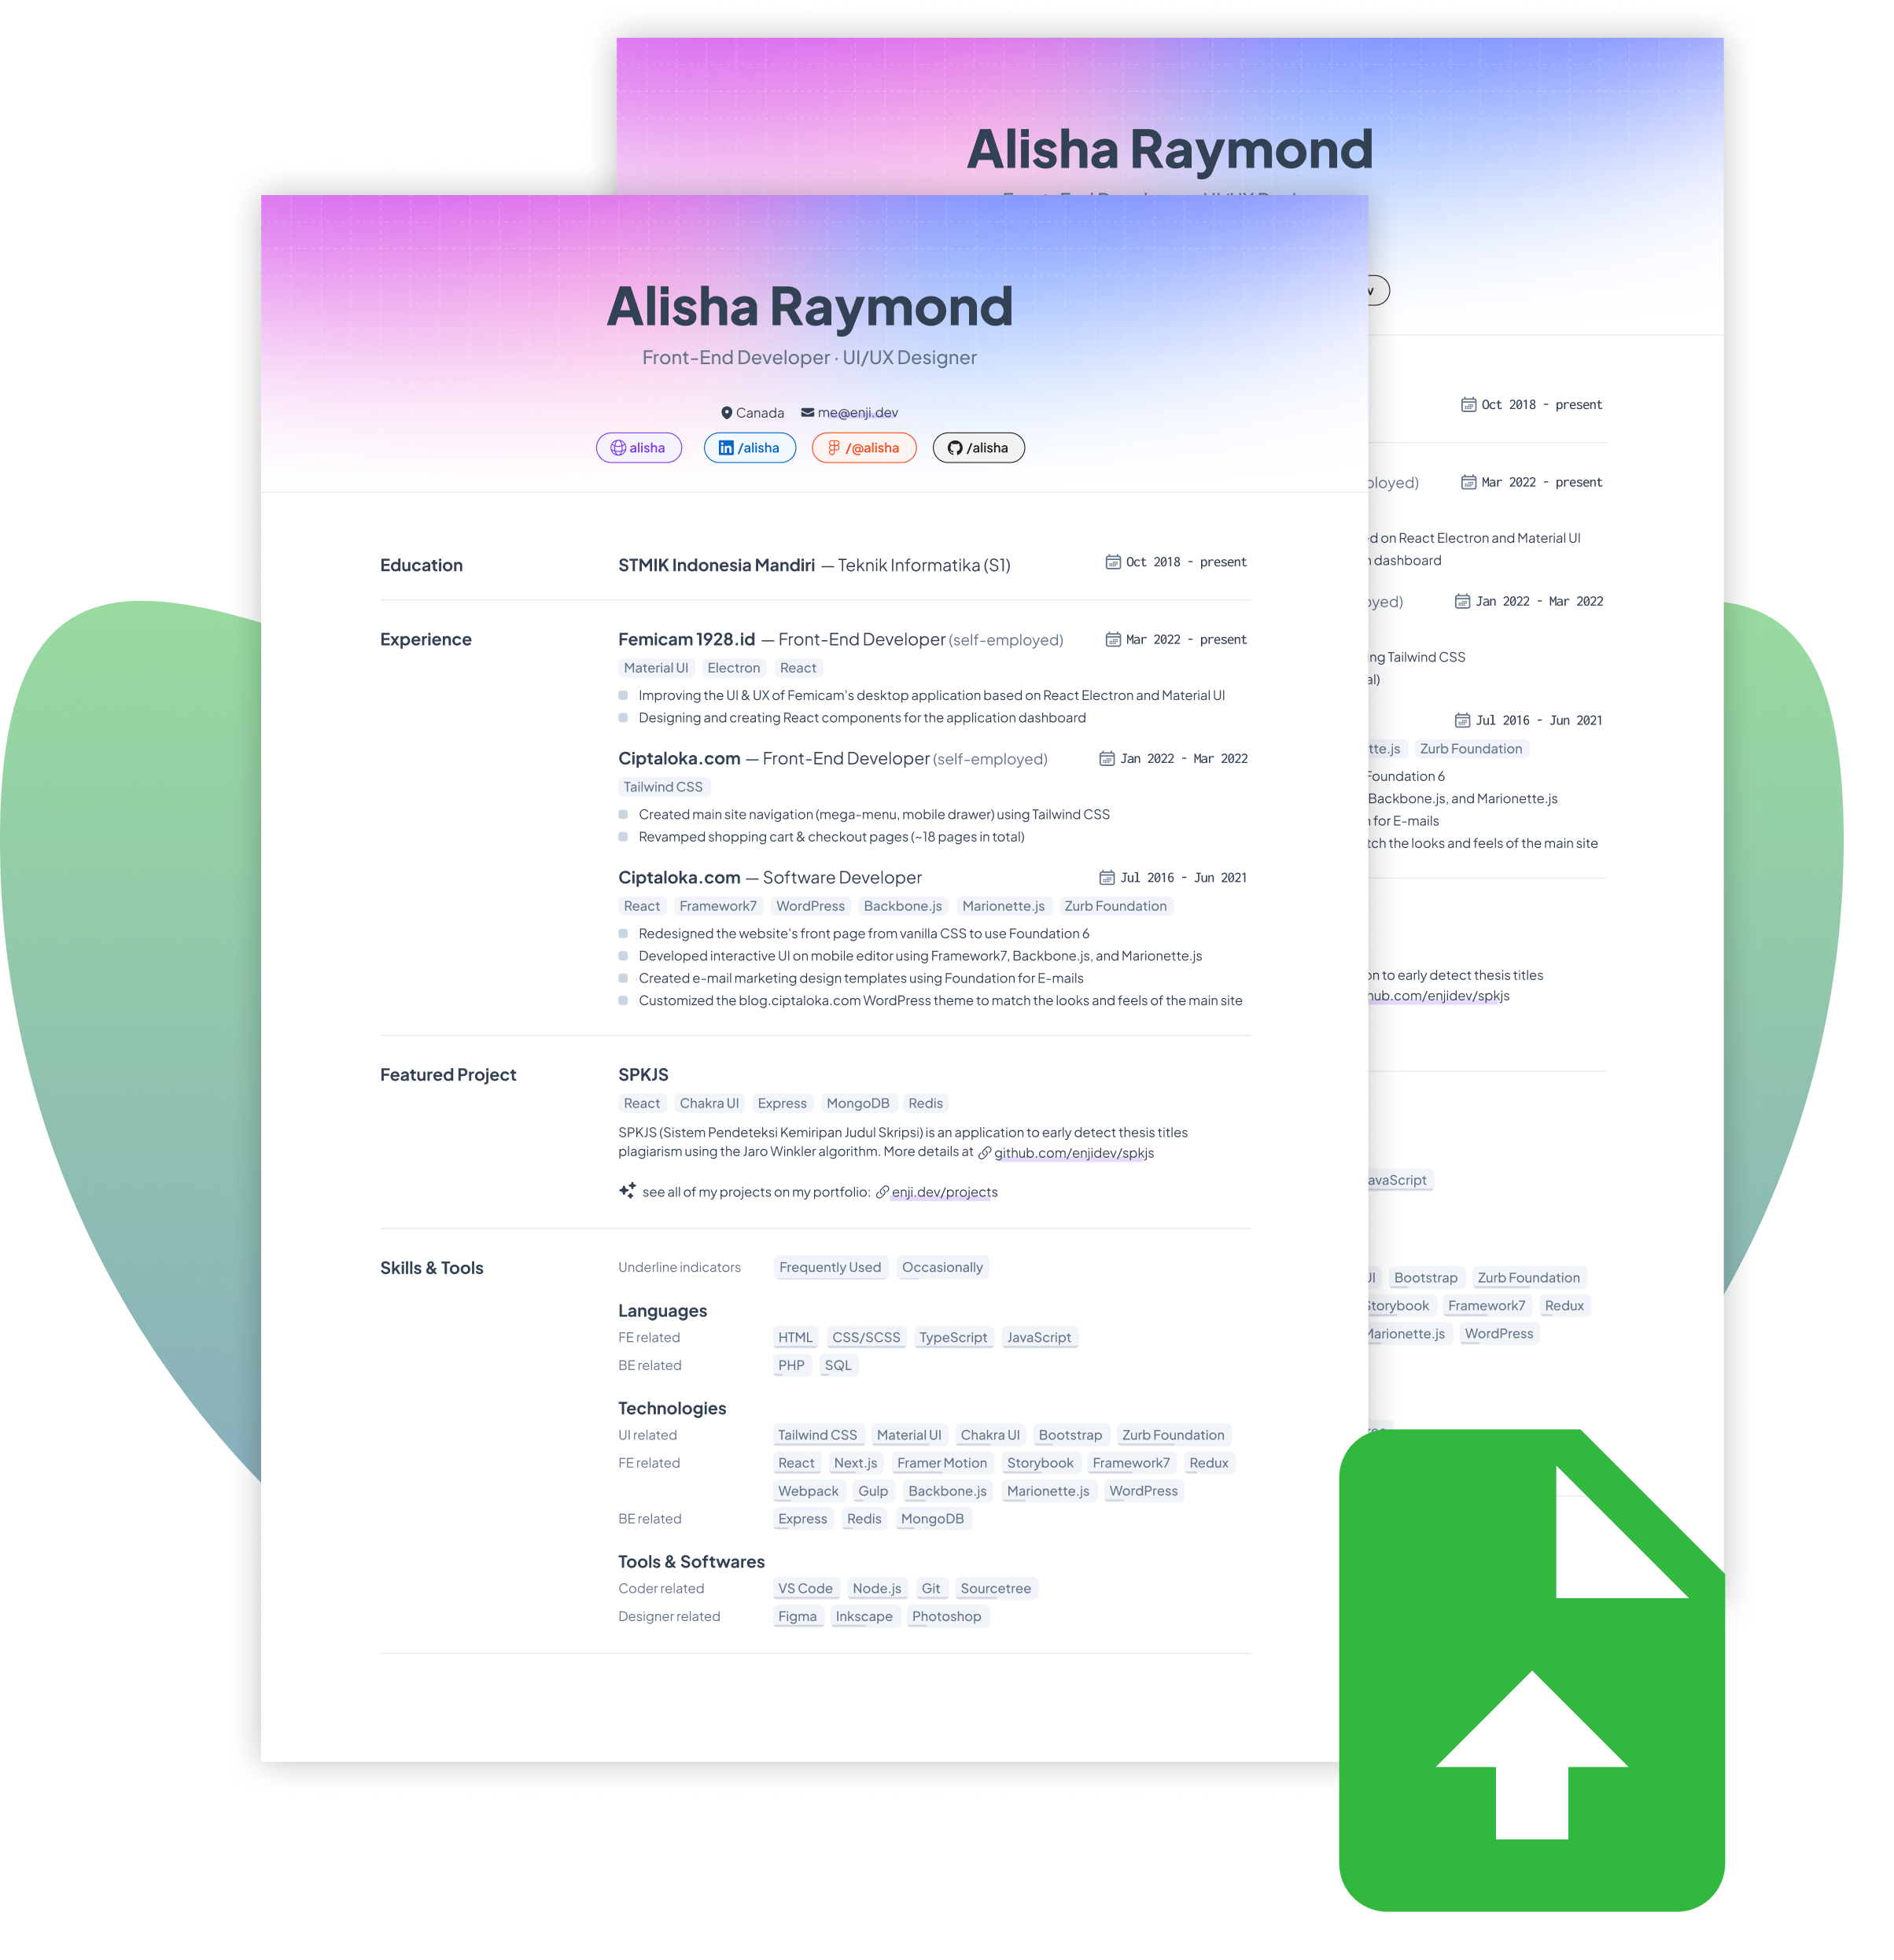 Alisha Raymond
Alisha Raymond
Front-End Developer · UI/UX Designer
Canada me@enji.dev
alisha /alisha /@alisha /alisha
Education
STMIK Indonesia Mandiri — Teknik Informatika (S1) Oct 2018 - present
Experience
Femicam 1928.id — Front-End Developer (self-employed) Mar 2022 - present
Material UI Electron React
Improving the UI & UX of Femicam's desktop application based on React Electron and Material UI
Designing and creating React components for the application dashboard
Ciptaloka.com — Front-End Developer (self-employed) Jan 2022 - Mar 2022
Tailwind CSS
Created main site navigation (mega-menu, mobile drawer) using Tailwind CSS
Revamped shopping cart & checkout pages (~18 pages in total)
Ciptaloka.com — Software Developer Jul 2016 - Jun 2021
React Framework7 WordPress Backbone.js Marionette.js Zurb Foundation
Redesigned the website's front page from vanilla CSS to use Foundation 6
Developed interactive UI on mobile editor using Framework7, Backbone.js, and Marionette.js
Created e-mail marketing design templates using Foundation for E-mails
Customized the blog.ciptaloka.com WordPress theme to match the looks and feels of the main site
Featured Project
SPKJS
React Chakra UI Express MongoDB Redis
SPKJS (Sistem Pendeteksi Kemiripan Judul Skripsi) is an application to early detect thesis titles
plagiarism using the Jaro Winkler algorithm. More details at github.com/enjidev/spkjs
see all of my projects on my portfolio: enji.dev/projects
Skills & Tools
Underline indicators Frequently Used Occasionally
Languages
FE related HTML CSS/SCSS TypeScript JavaScript
BE related PHP SQL
Technologies
UI related Tailwind CSS Material UI Chakra UI Bootstrap Zurb Foundation
FE related React Next.js Framer Motion Storybook Framework7 Redux
Webpack Gulp Backbone.js Marionette.js WordPress
BE related Express Redis MongoDB
Tools & Softwares
Coder related VS Code Node.js Git Sourcetree
Designer related Figma Inkscape Photoshop
Oct 2018 - present
Mar 2022 - present
on React Electron and Material UI
dashboard
Jan 2022 - Mar 2022
Tailwind CSS
Jul 2016 - Jun 2021
Zurb Foundation
Foundation 6
Backbone.js, and Marionette.js
for E-mails
the looks and feels of the main site
to early detect thesis titles
Bootstrap Zurb Foundation
Storybook Framework7 Redux
Marionette.js WordPress